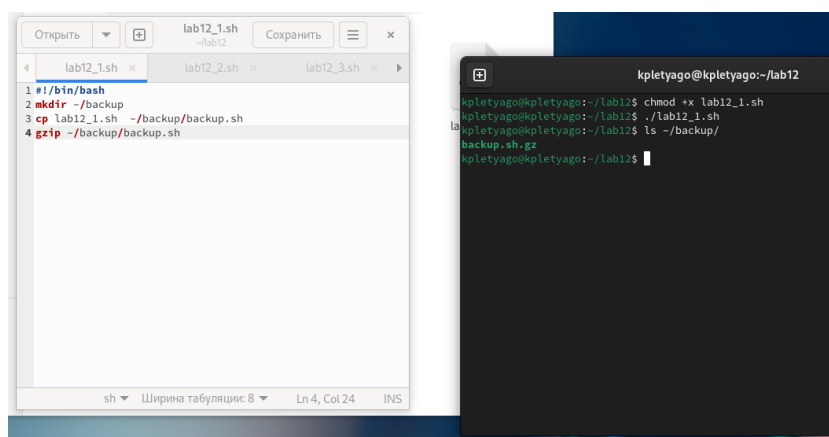 Открыть
lab12_1.sh
~/lab12
Сохранить
lab12_1.sh
lab12_2.sh
lab12_3.sh
1 #!/bin/bash
2 mkdir ~/backup
3 cp lab12_1.sh  ~/backup/backup.sh
4 gzip ~/backup/backup.sh
sh
Ширина табуляции: 8
Ln 4, Col 24
INS
la
kpletyago@kpletyago:~/lab12
kpletyago@kpletyago:~/lab12$ chmod +x lab12_1.sh
kpletyago@kpletyago:~/lab12$ ./lab12_1.sh
kpletyago@kpletyago:~/lab12$ ls ~/backup/
backup.sh.gz
kpletyago@kpletyago:~/lab12$